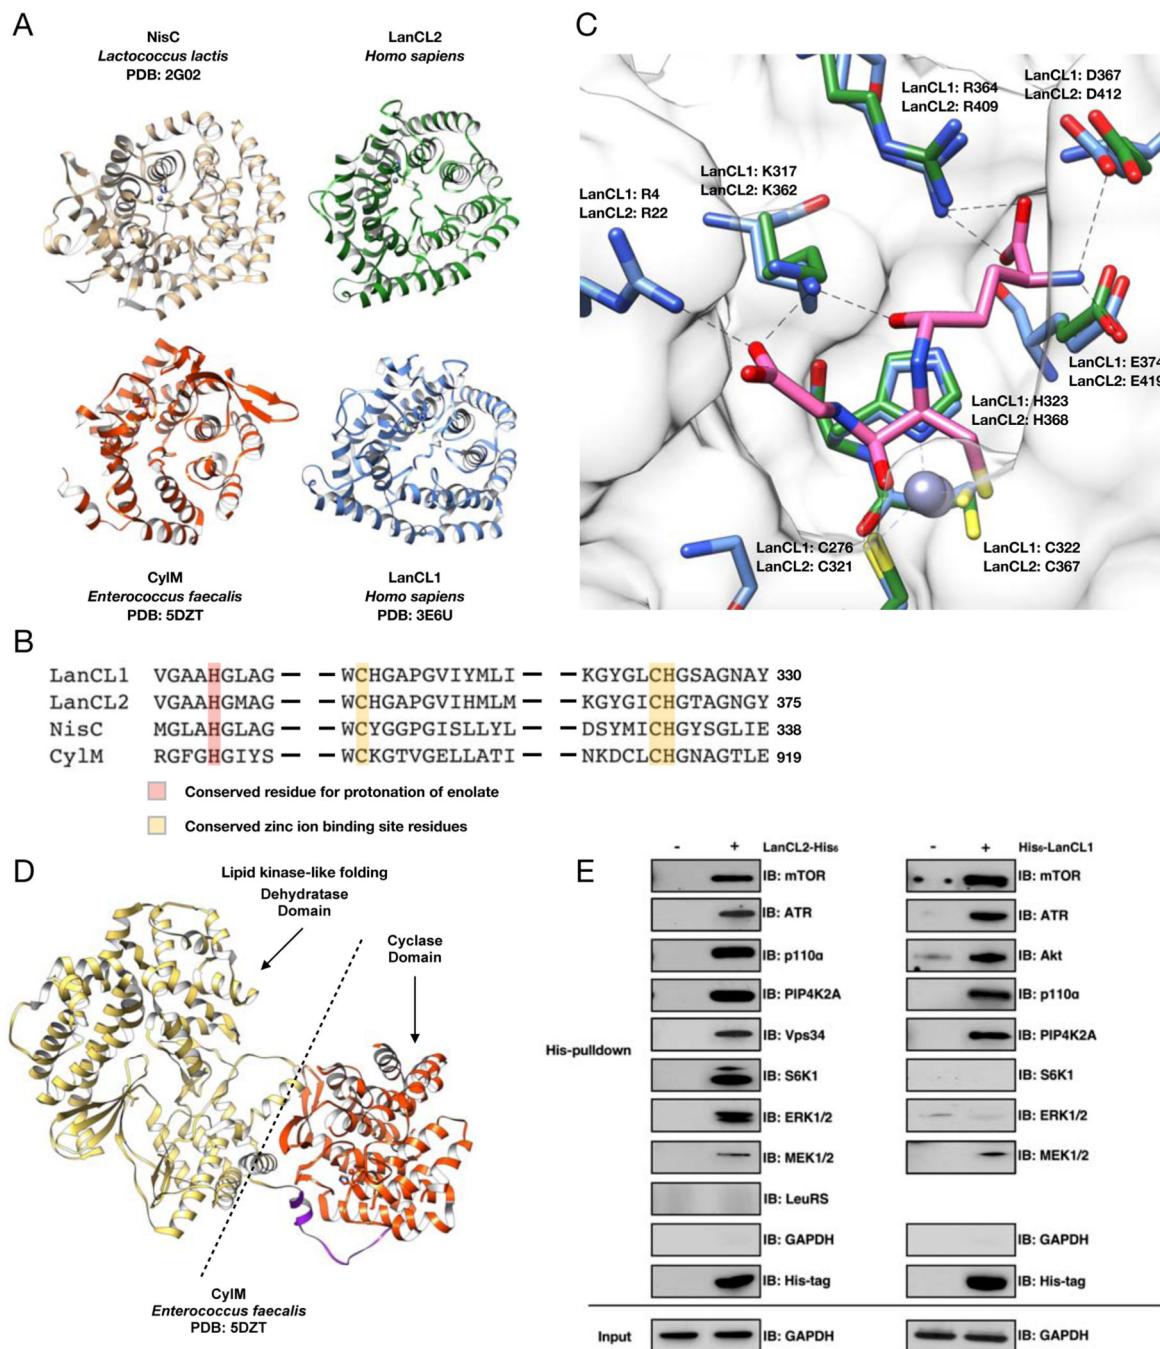 A
NisC
Lactococcus lactis
PDB: 2G02
LanCL2
Homo sapiens
CylM
Enterococcus faecalis
PDB: 5DZT
LanCL1
Homo sapiens
PDB: 3E6U
C
LanCL1: R364
LanCL2: R409
LanCL1: D367
LanCL2: D412
LanCL1: K317
LanCL2: K362
LanCL1: R4
LanCL2: R22
LanCL1: E374
LanCL2: E419
LanCL1: H323
LanCL2: H368
LanCL1: C276
LanCL2: C321
LanCL1: C322
LanCL2: C367
B
LanCL1 VGAAHGLAG — — WCHGAPGVIYMLI — — KGYGLCHGSAGNAY 330
LanCL2 VGAAHGMAG — — WCHGAPGVIHMLM — — KGYGICHGTAGNGY 375
NisC MGLAHGLAG — — WCYGGPGISLLYL — — DSYMICHGYSGLIE 338
CylM RGFGHGIYS — — WCKGTVGELLATI — — NKDCLCHGNAGTLE 919
Conserved residue for protonation of enolate
Conserved zinc ion binding site residues
D
Lipid kinase-like folding
Dehydratase
Domain
Cyclase
Domain
CylM
Enterococcus faecalis
PDB: 5DZT
E
- + LanCL2-His₆
IB: mTOR
IB: ATR
IB: p110α
IB: PIP4K2A
IB: Vps34
His-pulldown
IB: S6K1
IB: ERK1/2
IB: MEK1/2
IB: LeuRS
IB: GAPDH
IB: His-tag
Input
IB: GAPDH
- + His₆-LanCL1
IB: mTOR
IB: ATR
IB: Akt
IB: p110α
IB: PIP4K2A
IB: S6K1
IB: ERK1/2
IB: MEK1/2
IB: GAPDH
IB: His-tag
IB: GAPDH